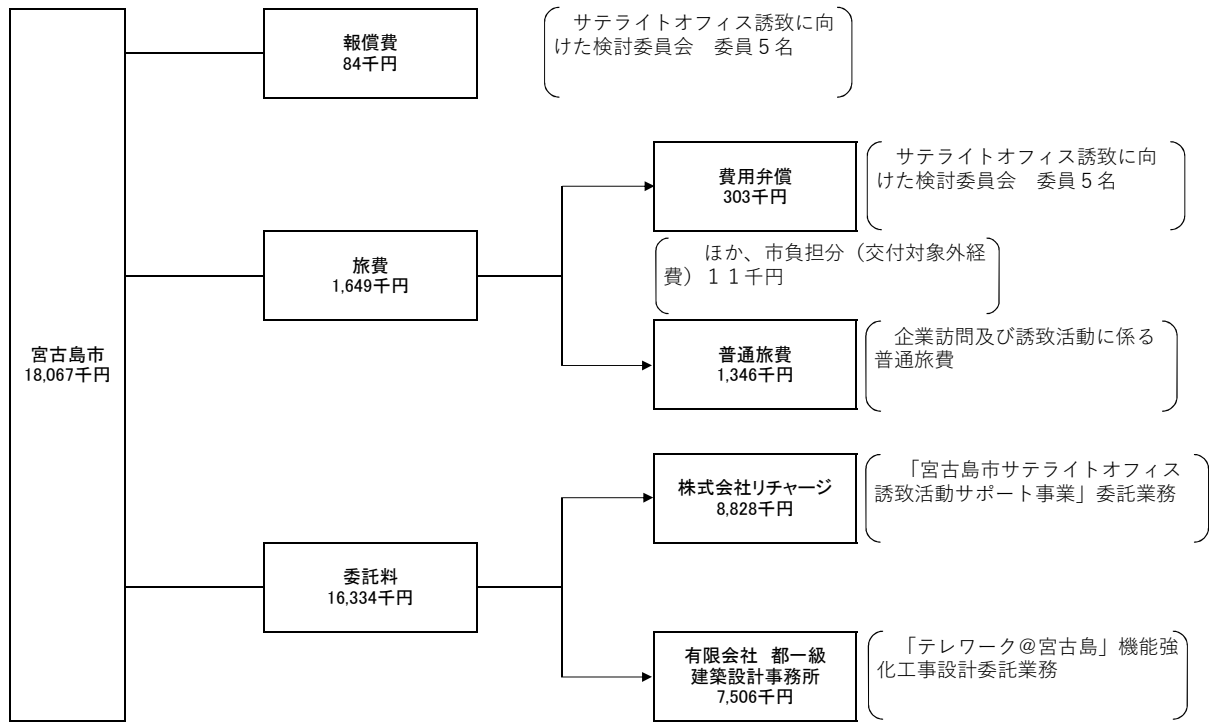 宮古島市
18,067千円
報償費
84千円
サテライトオフィス誘致に向
けた検討委員会　委員５名
旅費
1,649千円
費用弁償
303千円
サテライトオフィス誘致に向
けた検討委員会　委員５名
ほか、市負担分（交付対象外経
費）１１千円
普通旅費
1,346千円
企業訪問及び誘致活動に係る
普通旅費
委託料
16,334千円
株式会社リチャージ
8,828千円
「宮古島市サテライトオフィス
誘致活動サポート事業」委託業務
有限会社　都一級
建築設計事務所
7,506千円
「テレワーク＠宮古島」機能強
化工事設計委託業務